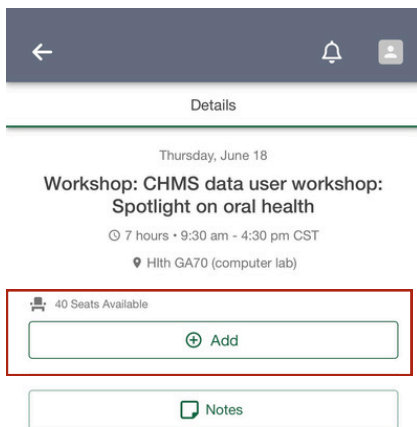 Details
Thursday, June 18
Workshop: CHMS data user workshop:
Spotlight on oral health
7 hours • 9:30 am - 4:30 pm CST
Hlth GA70 (computer lab)
40 Seats Available
Add
Notes